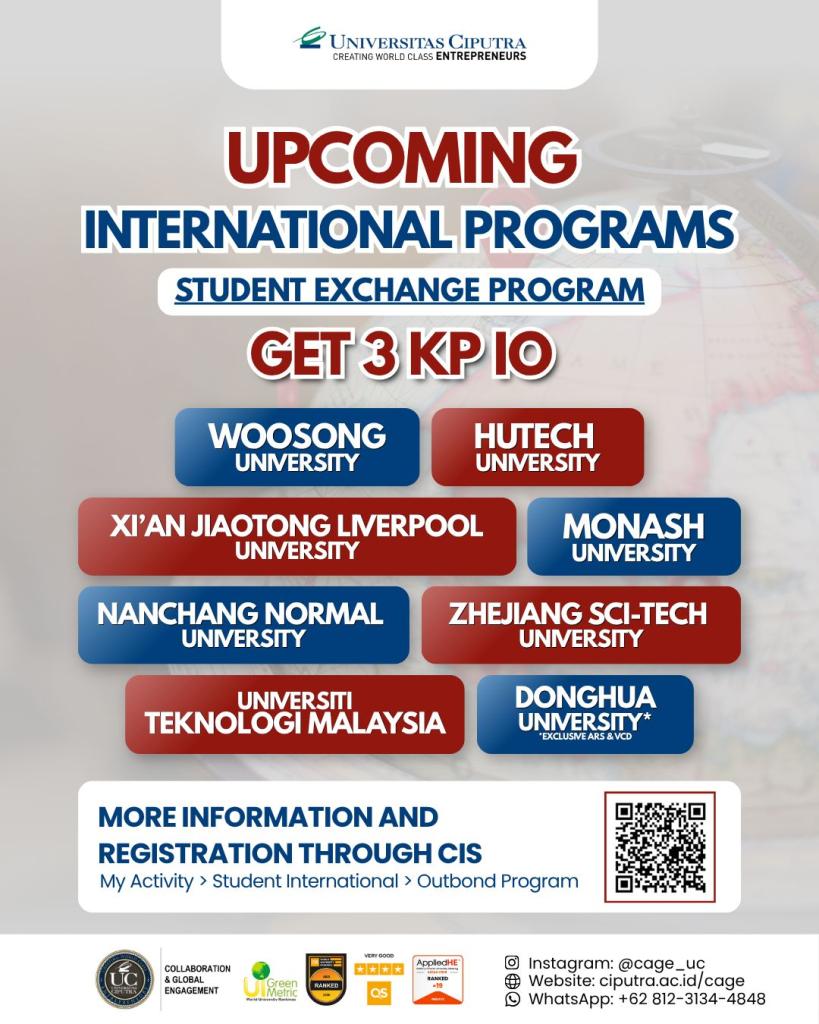 UNIVERSITAS CIPUTRA
CREATING WORLD CLASS ENTREPRENEURS
UPCOMING
INTERNATIONAL PROGRAMS
STUDENT EXCHANGE PROGRAM
GET 3 KP IO
WOOSONG
UNIVERSITY
HUTECH
UNIVERSITY
XI'AN JIAOTONG LIVERPOOL
UNIVERSITY
MONASH
UNIVERSITY
NANCHANG NORMAL
UNIVERSITY
ZHEJIANG SCI-TECH
UNIVERSITY
UNIVERSITI
TEKNOLOGI MALAYSIA
DONGHUA
UNIVERSITY*
*EXCLUSIVE ARS & VCD
MORE INFORMATION AND
REGISTRATION THROUGH CIS
My Activity > Student International > Outbond Program
UC
COLLABORATION
& GLOBAL
ENGAGEMENT
UI Green
Metric
World University Rankings
RANKED
VERY GOOD
QS
AppliedHE
RANKED
Instagram: @cage_uc
Website: ciputra.ac.id/cage
WhatsApp: +62 812-3134-4848